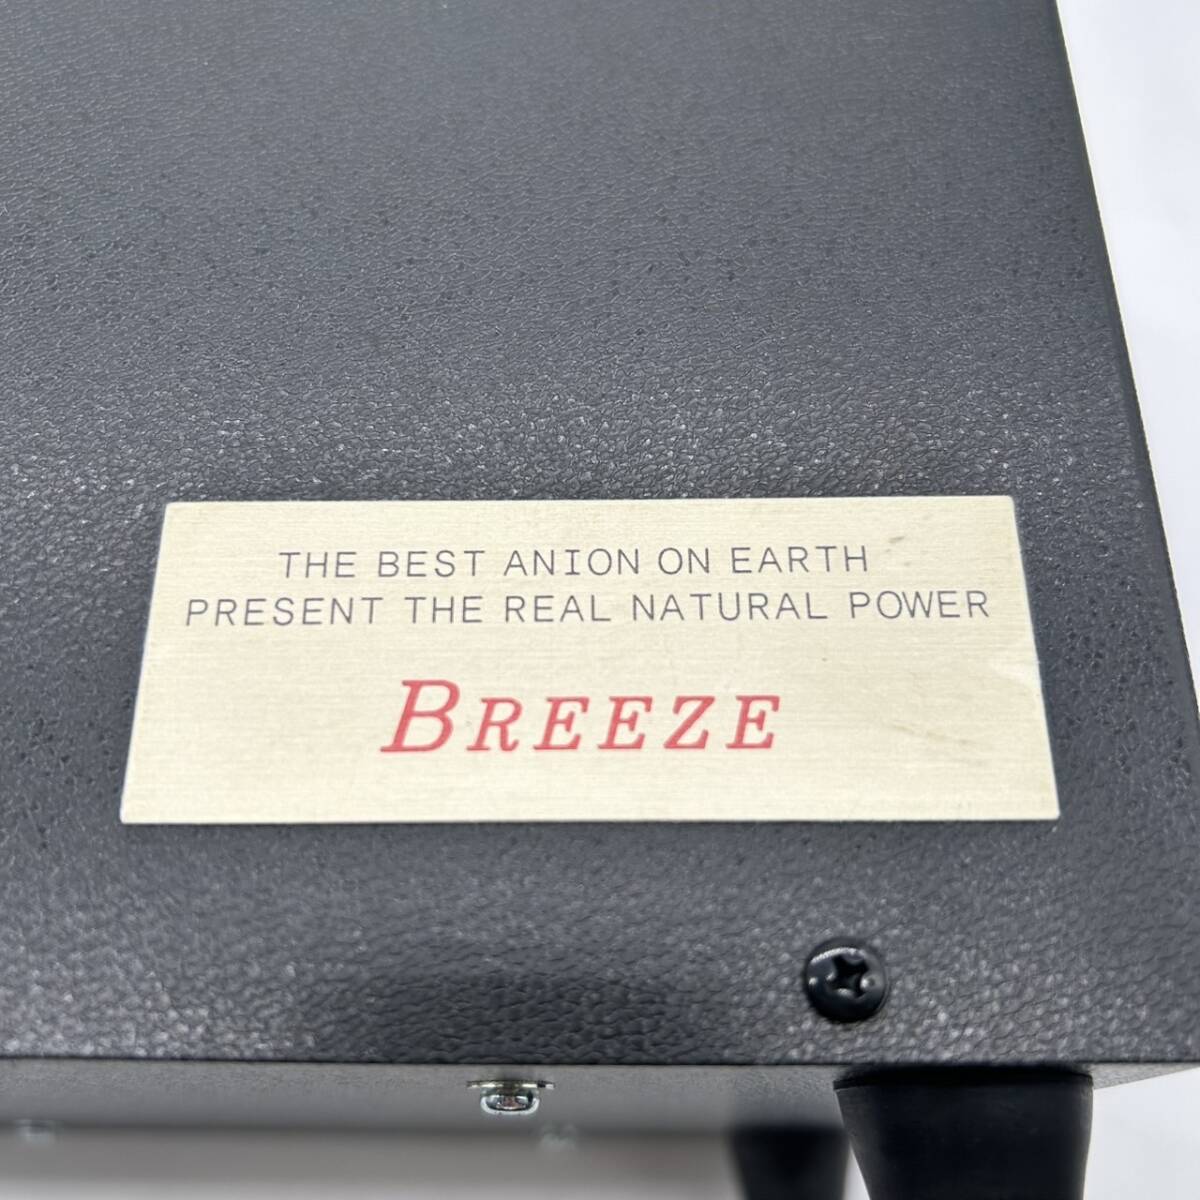 THE BEST ANION ON EARTH
PRESENT THE REAL NATURAL POWER
BREEZE